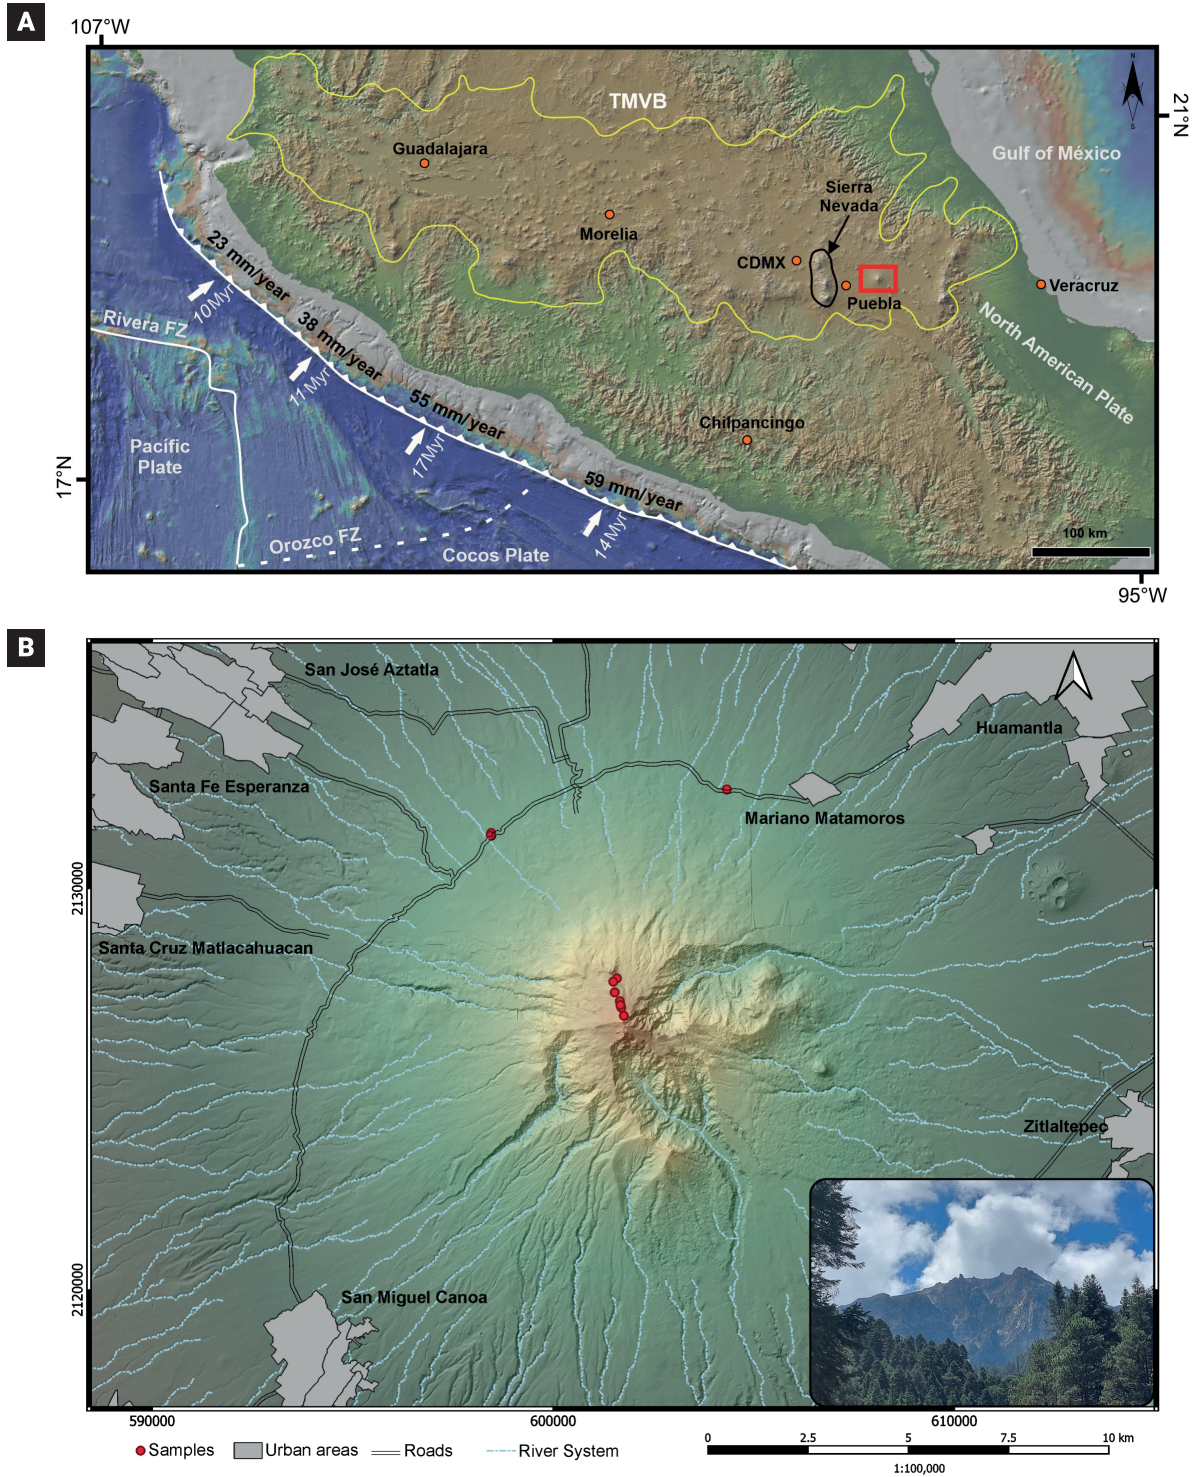 A
107°W
N
S
TMVB
21°N
Gulf of México
Guadalajara
Sierra
Nevada
Morelia
CDMX
Puebla
Veracruz
23 mm/year
10Myr
Rivera FZ
38 mm/year
11Myr
North American Plate
55 mm/year
17Myr
Chilpancingo
Pacífic
Plate
17°N
59 mm/year
14Myr
Orozco FZ
Cocos Plate
100 km
95°W
B
San José Aztatla
Huamantla
Santa Fe Esperanza
Mariano Matamoros
2130000
Santa Cruz Matlacahuacan
Zitlaltepec
2120000
San Miguel Canoa
590000
600000
610000
Samples
Urban areas
Roads
River System
0
2.5
5
7.5
10 km
1:100,000